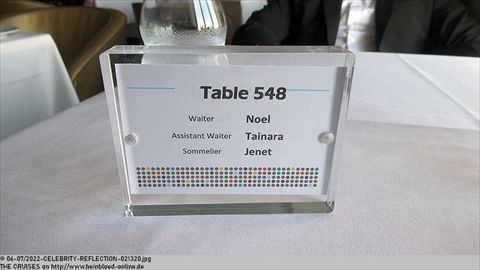 Table 548
Waiter Noel
Assistant Waiter Tainara
Sommelier Jenet
© 06-07/2022-CELEBRITY-REFLECTION-021320.jpg
THE CRUISES on http://www.heinbloed-online.de